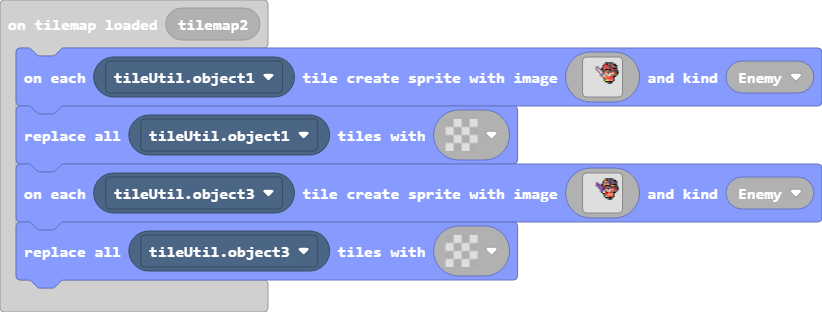 on tilemap loaded tilemap2
on each tileUtil.object1 tile create sprite with image and kind Enemy
replace all tileUtil.object1 tiles with
on each tileUtil.object3 tile create sprite with image and kind Enemy
replace all tileUtil.object3 tiles with